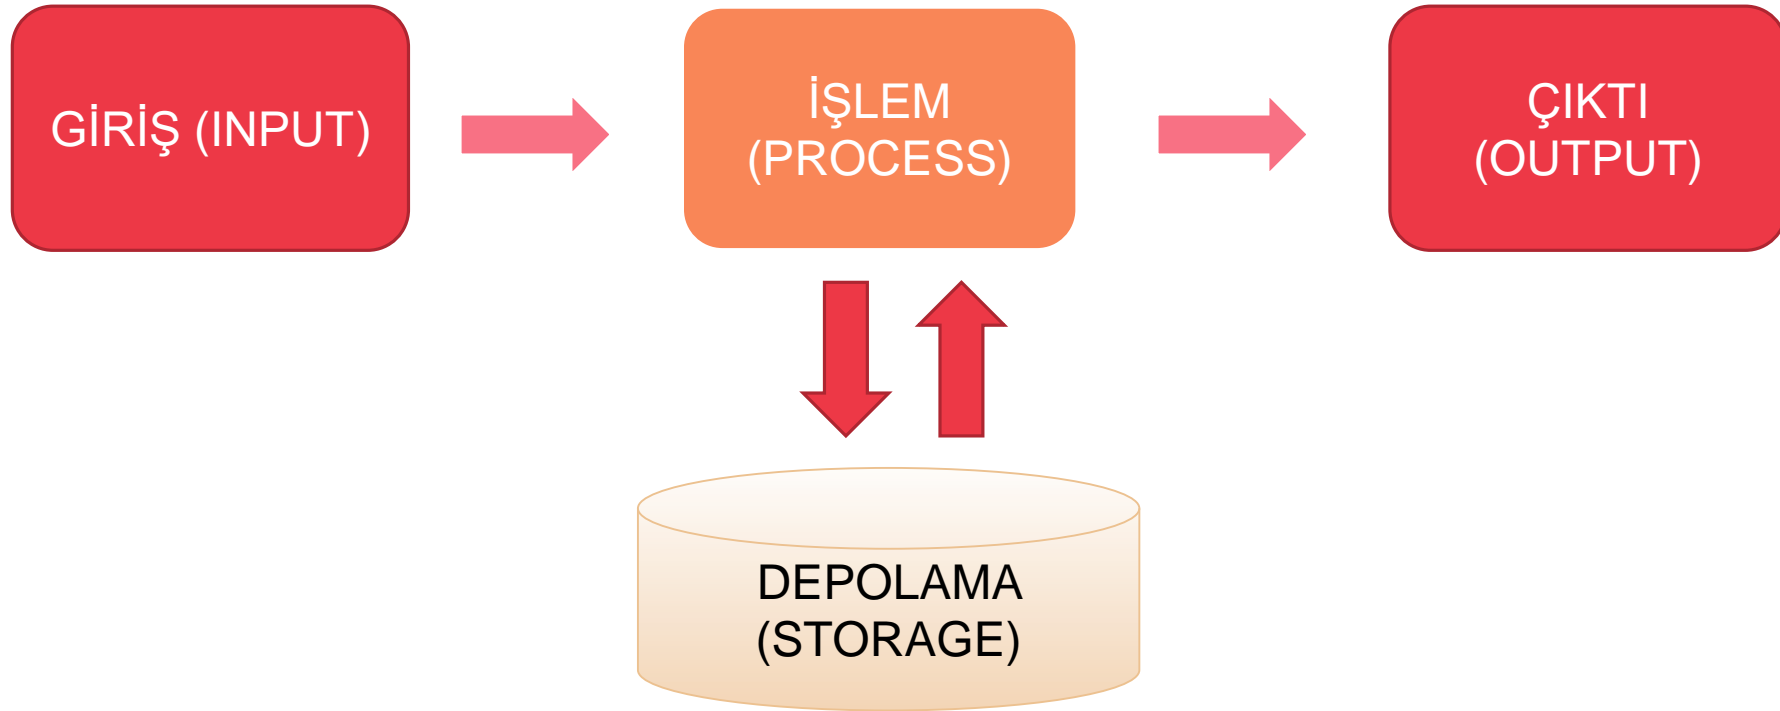 GİRİŞ (INPUT)
İŞLEM
(PROCESS)
ÇIKTI
(OUTPUT)
DEPOLAMA
(STORAGE)